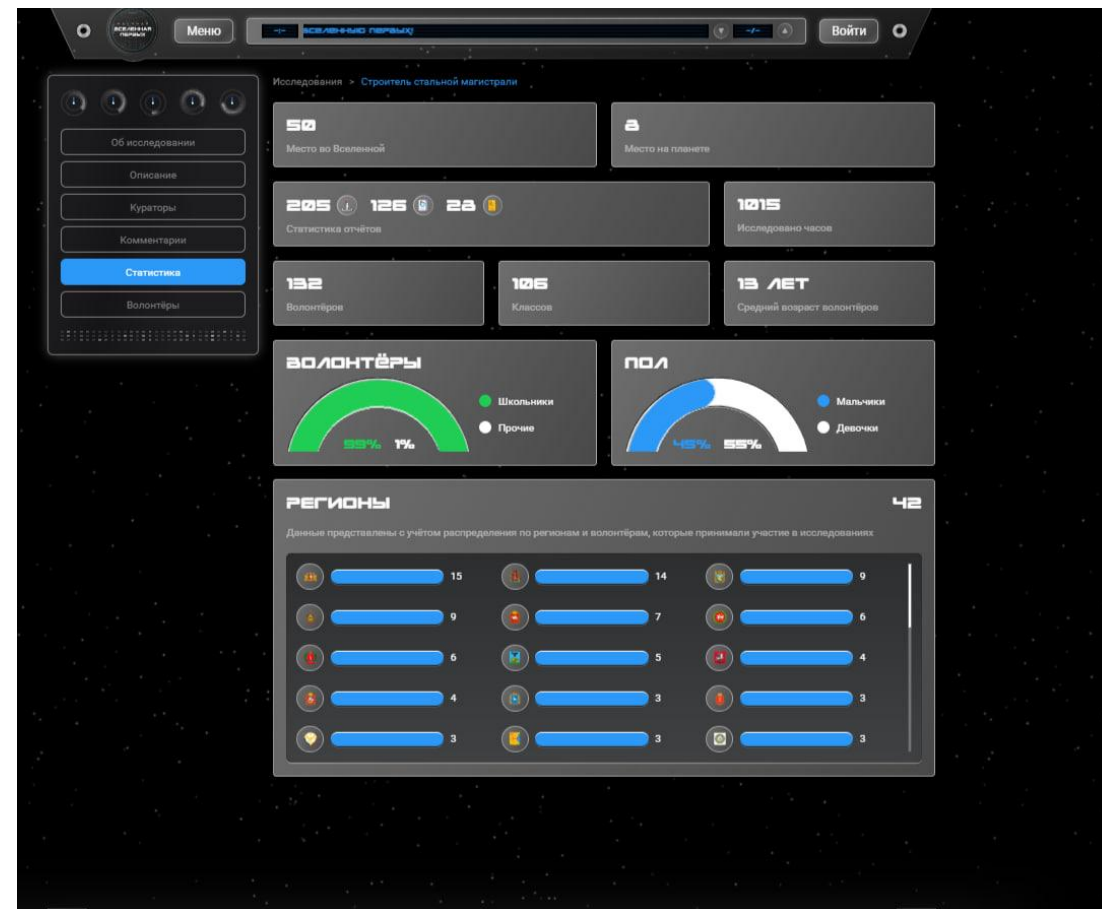 ВСЕЛЕННАЯ ПЕРВЫХ
Меню
ВСЕЛЕННУЮ ПЕРВЫХ!
-/-
Войти
Исследования > Строитель стальной магистрали
Об исследовании
Описание
Кураторы
Комментарии
Статистика
Волонтёры
50
Место во Вселенной
8
Место на планете
205 126 28
Статистика отчётов
1015
Исследовано часов
132
Волонтёров
106
Классов
13 ЛЕТ
Средний возраст волонтёров
ВОЛОНТЁРЫ
Школьники
Прочие
99% 1%
ПОЛ
Мальчики
Девочки
45% 55%
РЕГИОНЫ 42
Данные представлены с учётом распределения по регионам и волонтёрам, которые принимали участие в исследованиях
15 14 9
9 7 6
6 5 4
4 3 3
3 3 3